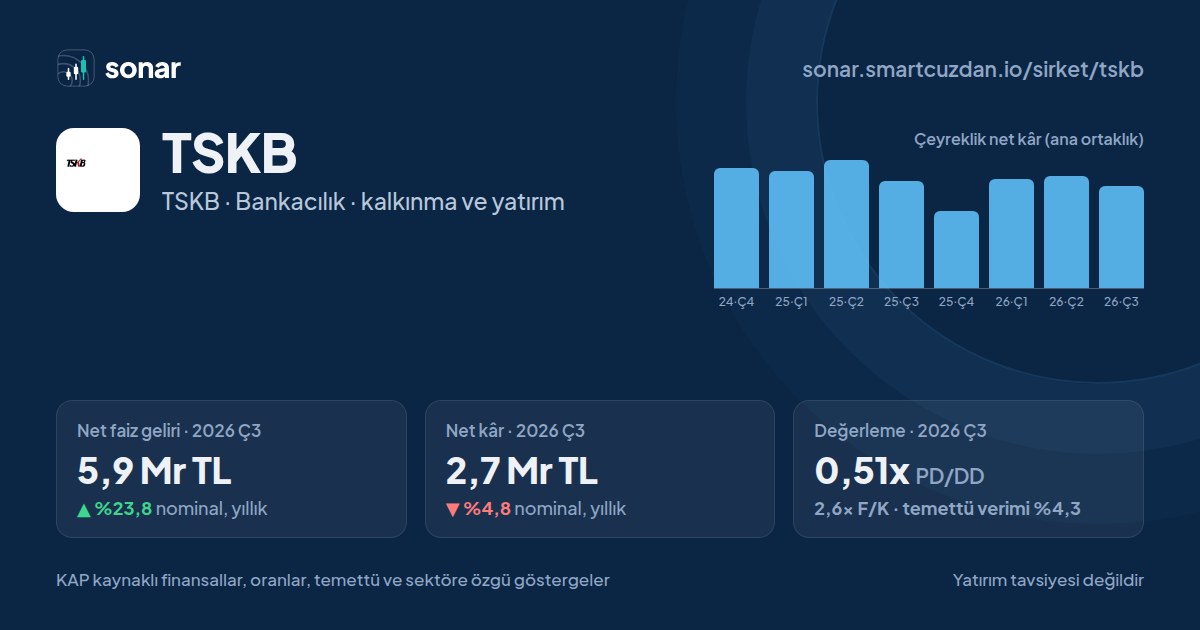 sonar
sonar.smartcuzdan.io/sirket/tskb
TSKB
TSKB
TSKB · Bankacılık · kalkınma ve yatırım
Çeyreklik net kâr (ana ortaklık)
24·Ç4 25·Ç1 25·Ç2 25·Ç3 25·Ç4 26·Ç1 26·Ç2 26·Ç3
Net faiz geliri · 2026 Ç3
5,9 Mr TL
▲ %23,8 nominal, yıllık
Net kâr · 2026 Ç3
2,7 Mr TL
▼ %4,8 nominal, yıllık
Değerleme · 2026 Ç3
0,51x PD/DD
2,6× F/K · temettü verimi %4,3
KAP kaynaklı finansallar, oranlar, temettü ve sektöre özgü göstergeler
Yatırım tavsiyesi değildir